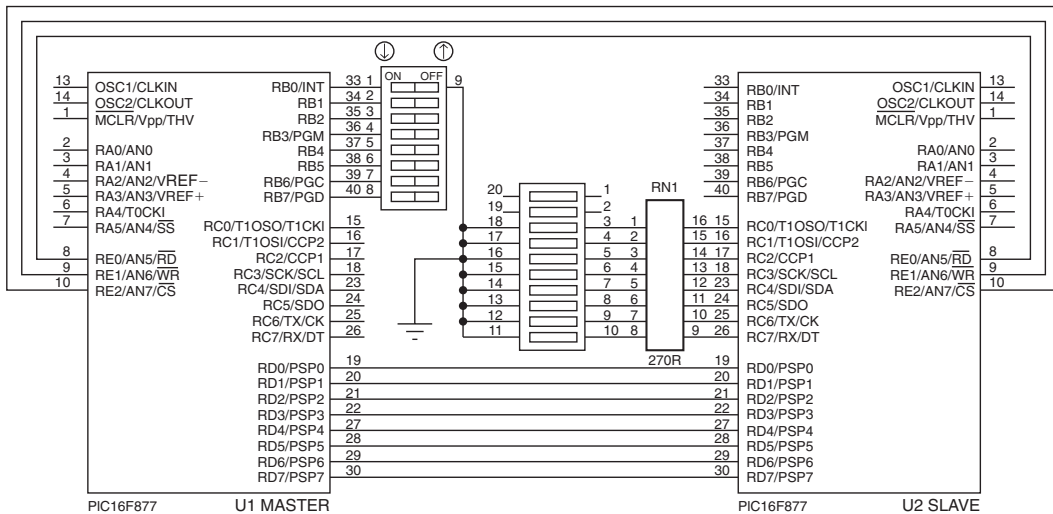 ON OFF
33 1
34 2
35 3
36 4
37 5
38 6
39 7
40 8
9
13 OSC1/CLKIN
14 OSC2/CLKOUT
1 MCLR/Vpp/THV
2 RA0/AN0
3 RA1/AN1
4 RA2/AN2/VREF−
5 RA3/AN3/VREF+
6 RA4/T0CKI
7 RA5/AN4/SS
8 RE0/AN5/RD
9 RE1/AN6/WR
10 RE2/AN7/CS
RB0/INT
RB1
RB2
RB3/PGM
RB4
RB5
RB6/PGC
RB7/PGD
RC0/T1OSO/T1CKI 15
RC1/T1OSI/CCP2 16
RC2/CCP1 17
RC3/SCK/SCL 18
RC4/SDI/SDA 23
RC5/SDO 24
RC6/TX/CK 25
RC7/RX/DT 26
RD0/PSP0 19
RD1/PSP1 20
RD2/PSP2 21
RD3/PSP3 22
RD4/PSP4 27
RD5/PSP5 28
RD6/PSP6 29
RD7/PSP7 30
PIC16F877 U1 MASTER
20 1
19 2
18 3 1
17 4 2
16 5 3
15 6 4
14 7 5
13 8 6
12 9 7
11 10 8
RN1
270R
16 15
15 16
14 17
13 18
12 23
11 24
10 25
9 26
33 RB0/INT
34 RB1
35 RB2
36 RB3/PGM
37 RB4
38 RB5
39 RB6/PGC
40 RB7/PGD
RC0/T1OSO/T1CKI
RC1/T1OSI/CCP2
RC2/CCP1
RC3/SCK/SCL
RC4/SDI/SDA
RC5/SDO
RC6/TX/CK
RC7/RX/DT
19 RD0/PSP0
20 RD1/PSP1
21 RD2/PSP2
22 RD3/PSP3
27 RD4/PSP4
28 RD5/PSP5
29 RD6/PSP6
30 RD7/PSP7
OSC1/CLKIN 13
OSC2/CLKOUT 14
MCLR/Vpp/THV 1
RA0/AN0 2
RA1/AN1 3
RA2/AN2/VREF− 4
RA3/AN3/VREF+ 5
RA4/T0CKI 6
RA5/AN4/SS 7
RE0/AN5/RD 8
RE1/AN6/WR 9
RE2/AN7/CS 10
PIC16F877 U2 SLAVE